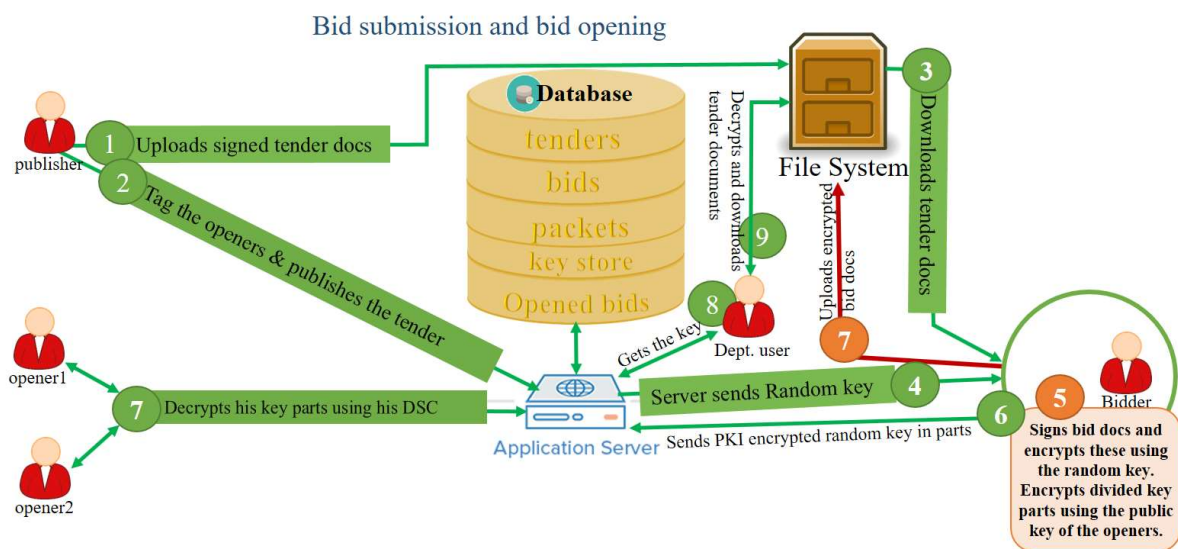 Bid submission and bid opening
Database
tenders
bids
packets
key store
Opened bids
publisher
1
Uploads signed tender docs
2
Tag the openers & publishes the tender
File System
3
Downloads tender docs
Decrypts and downloads
tender documents
9
Uploads encrypted
bid docs
7
8
Dept. user
Gets the key
opener1
7
Decrypts his key parts using his DSC
opener2
Application Server
Server sends Random key
4
Sends PKI encrypted random key in parts
6
5
Bidder
Signs bid docs and
encrypts these using
the random key.
Encrypts divided key
parts using the public
key of the openers.